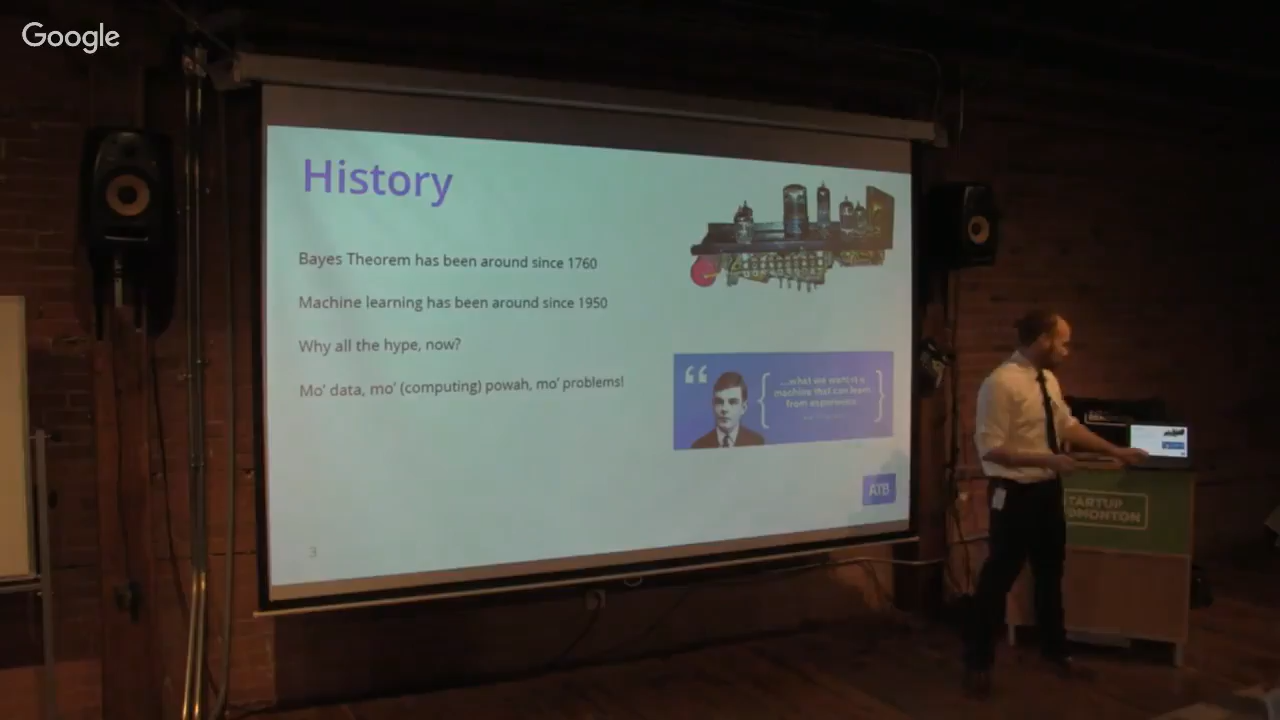 Google
History
Bayes Theorem has been around since 1760
Machine learning has been around since 1950
Why all the hype, now?
Mo' data, mo' (computing) powah, mo' problems!
“
...what we want is a
machine that can learn
from experience
ATB
3
TARTUP
EDMONTON